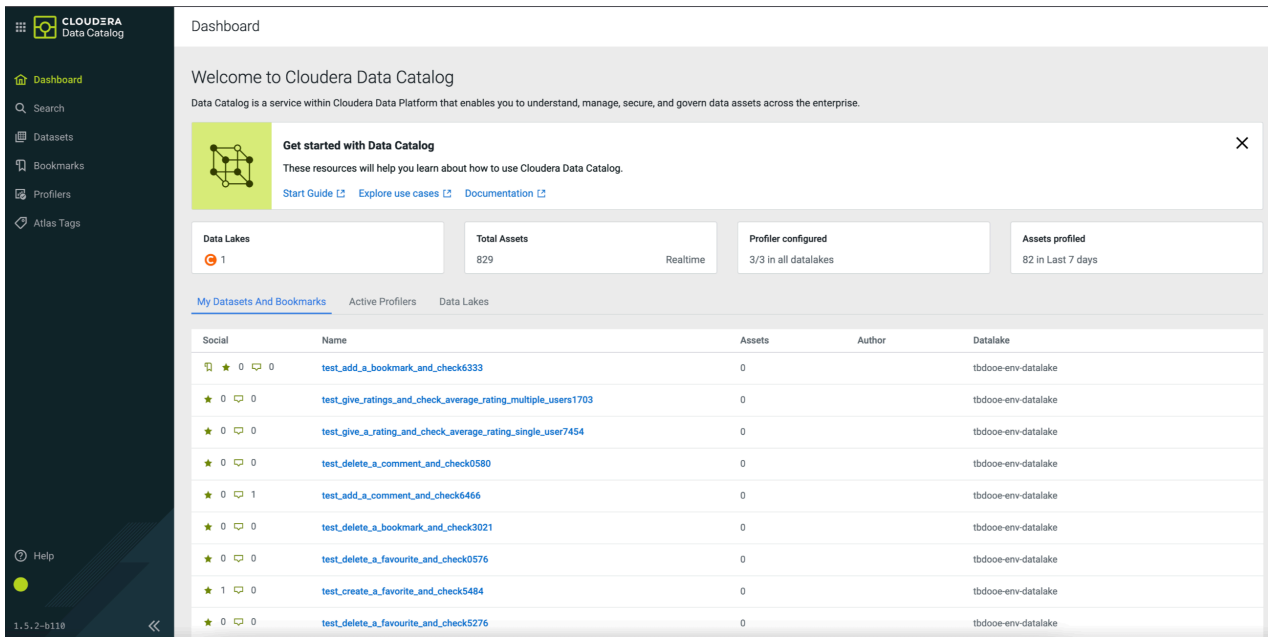 CLOUDERA
Data Catalog
Dashboard
Search
Datasets
Bookmarks
Profilers
Atlas Tags
Help
1.5.2-b110
Dashboard
Welcome to Cloudera Data Catalog
Data Catalog is a service within Cloudera Data Platform that enables you to understand, manage, secure, and govern data assets across the enterprise.
Get started with Data Catalog
These resources will help you learn about how to use Cloudera Data Catalog.
Start Guide Explore use cases Documentation
Data Lakes Total Assets Profiler configured Assets profiled
C 1 829 Realtime 3/3 in all datalakes 82 in Last 7 days
My Datasets And Bookmarks Active Profilers Data Lakes
Social Name Assets Author Datalake
0 0 test_add_a_bookmark_and_check6333 0 tbdooe-env-datalake
0 0 test_give_ratings_and_check_average_rating_multiple_users1703 0 tbdooe-env-datalake
0 0 test_give_a_rating_and_check_average_rating_single_user7454 0 tbdooe-env-datalake
0 0 test_delete_a_comment_and_check0580 0 tbdooe-env-datalake
0 1 test_add_a_comment_and_check6466 0 tbdooe-env-datalake
0 0 test_delete_a_bookmark_and_check3021 0 tbdooe-env-datalake
0 0 test_delete_a_favourite_and_check0576 0 tbdooe-env-datalake
1 0 test_create_a_favorite_and_check5484 0 tbdooe-env-datalake
0 0 test_delete_a_favourite_and_check5276 0 tbdooe-env-datalake